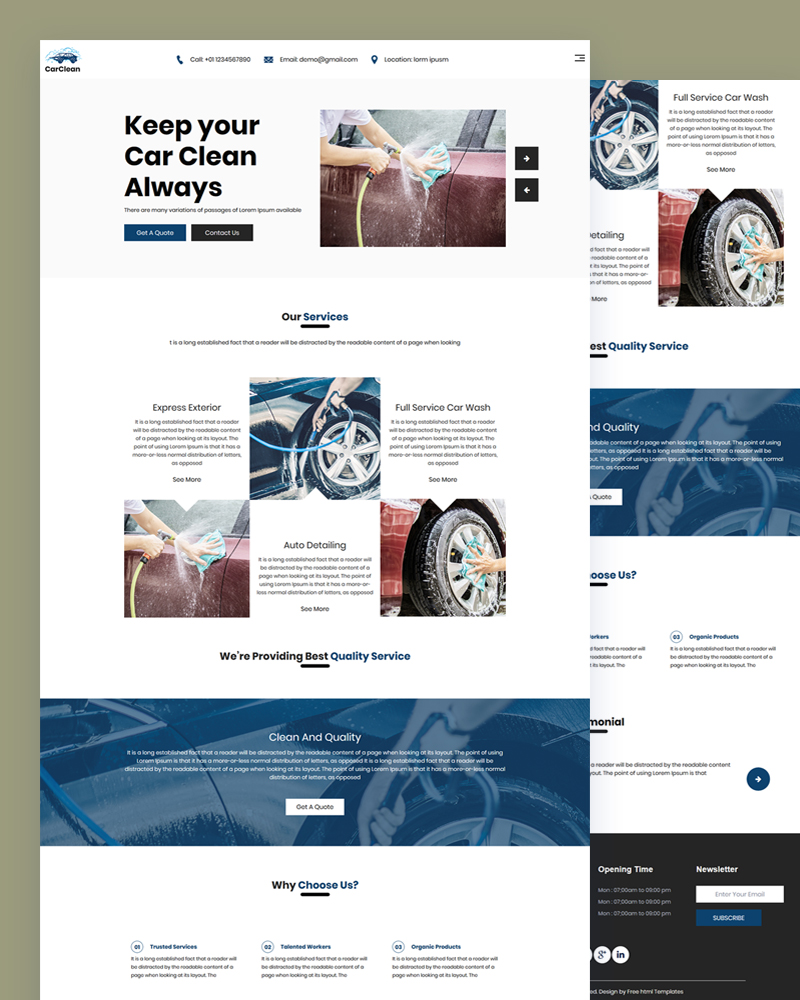 CarClean
Call: +01 1234567890
Email: demo@gmail.com
Location: lorm ipusm
Keep your
Car Clean
Always
There are many variations of passages of Lorem Ipsum available
Get A Quote
Contact Us
Our Services
t is a long established fact that a reader will be distracted by the readable content of a page when looking
Express Exterior
It is a long established fact that a reader
will be distracted by the readable content
of a page when looking at its layout. The
point of using Lorem Ipsum is that it has a
more-or-less normal distribution of letters,
as opposed
See More
Full Service Car Wash
It is a long established fact that a reader
will be distracted by the readable content
of a page when looking at its layout. The
point of using Lorem Ipsum is that it has a
more-or-less normal distribution of letters,
as opposed
See More
Auto Detailing
It is a long established fact that a reader will
be distracted by the readable content of a
page when looking at its layout. The point of
using Lorem Ipsum is that it has a more-or-
less normal distribution of letters, as opposed
See More
We're Providing Best Quality Service
Clean And Quality
It is a long established fact that a reader will be distracted by the readable content of a page when looking at its layout. The point of using
Lorem Ipsum is that it has a more-or-less normal distribution of letters, as opposed It is a long established fact that a reader will be
distracted by the readable content of a page when looking at its layout. The point of using Lorem Ipsum is that it has a more-or-less normal
distribution of letters, as opposed
Get A Quote
Why Choose Us?
01 Trusted Services
It is a long established fact that a reader will
be distracted by the readable content of a
page when looking at its layout. The
02 Talented Workers
It is a long established fact that a reader will
be distracted by the readable content of a
page when looking at its layout. The
03 Organic Products
It is a long established fact that a reader will
be distracted by the readable content of a
page when looking at its layout. The
Full Service Car Wash
It is a long established fact that a reader
will be distracted by the readable content
of a page when looking at its layout. The
point of using Lorem Ipsum is that it has a
more-or-less normal distribution of letters,
as opposed
See More
etailing
d fact that a reader will
readable content of a
t its layout. The point of
that it has a more-or-
n of letters, as opposed
More
est Quality Service
nd Quality
adable content of a page when looking at its layout. The point of using
etters, as opposed It is a long established fact that a reader will be
out. The point of using Lorem Ipsum is that it has a more-or-less normal
tters, as opposed
Quote
oose Us?
orkers
fact that a reader will
readable content of a
t its layout. The
03 Organic Products
It is a long established fact that a reader will
be distracted by the readable content of a
page when looking at its layout. The
monial
a reader will be distracted by the readable content of a page
yout. The point of using Lorem Ipsum is that
Opening Time
Mon : 07:00am to 09:00 pm
Mon : 07:00am to 09:00 pm
Mon : 07:00am to 09:00 pm
Newsletter
Enter Your Email
SUBSCRIBE
ed. Design by Free html Templates